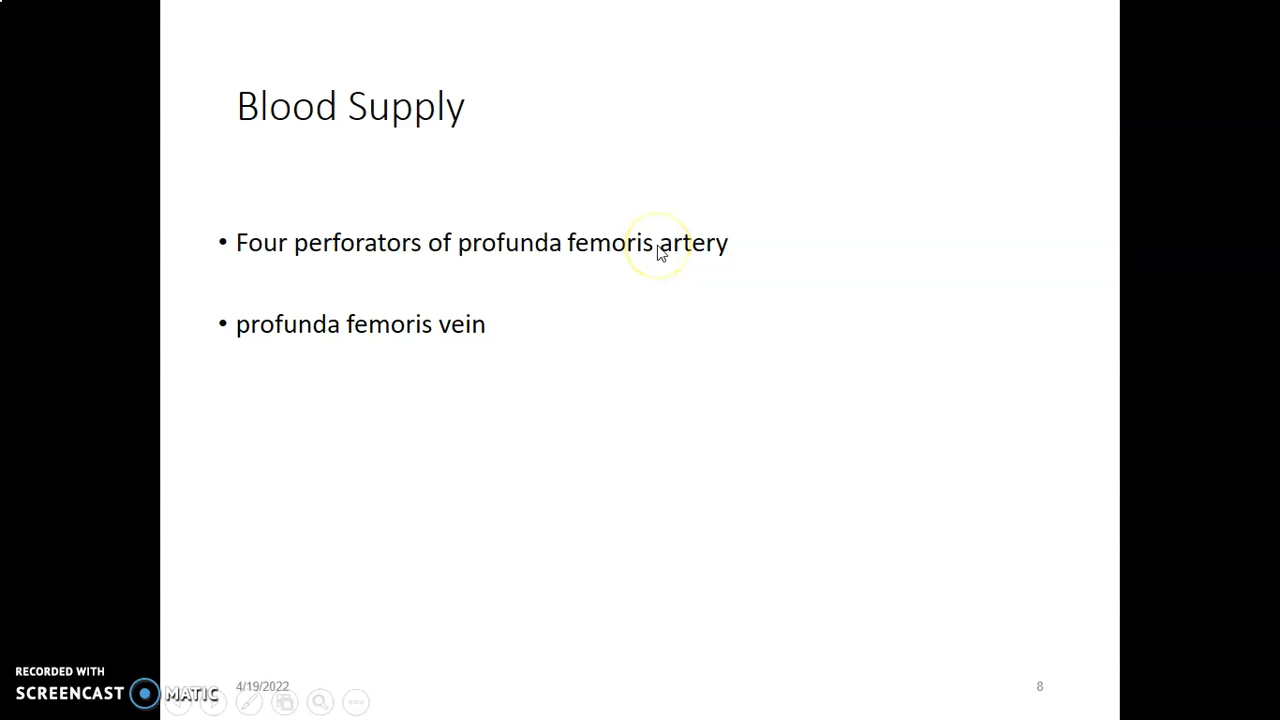 Blood Supply
• Four perforators of profunda femoris artery
• profunda femoris vein
RECORDED WITH
SCREENCAST MATIC
4/19/2022
8